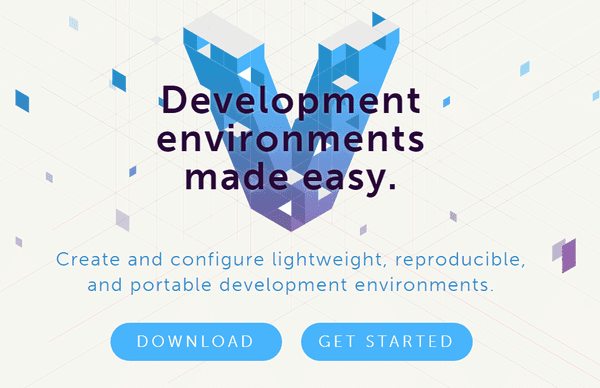 Development
environments
made easy.
Create and configure lightweight, reproducible,
and portable development environments.
DOWNLOAD
GET STARTED